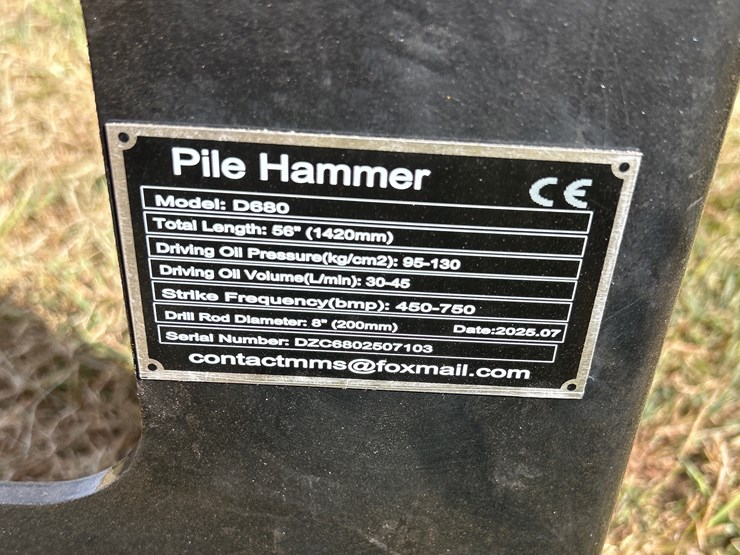 Pile Hammer
CE
Model: D680
Total Length: 56" (1420mm)
Driving Oil Pressure(kg/cm2): 95-130
Driving Oil Volume(L/min): 30-45
Strike Frequency(bmp): 450-750
Drill Rod Diameter: 8" (200mm) Date:2025.07
Serial Number: DZC6802507103
contactmms@foxmail.com